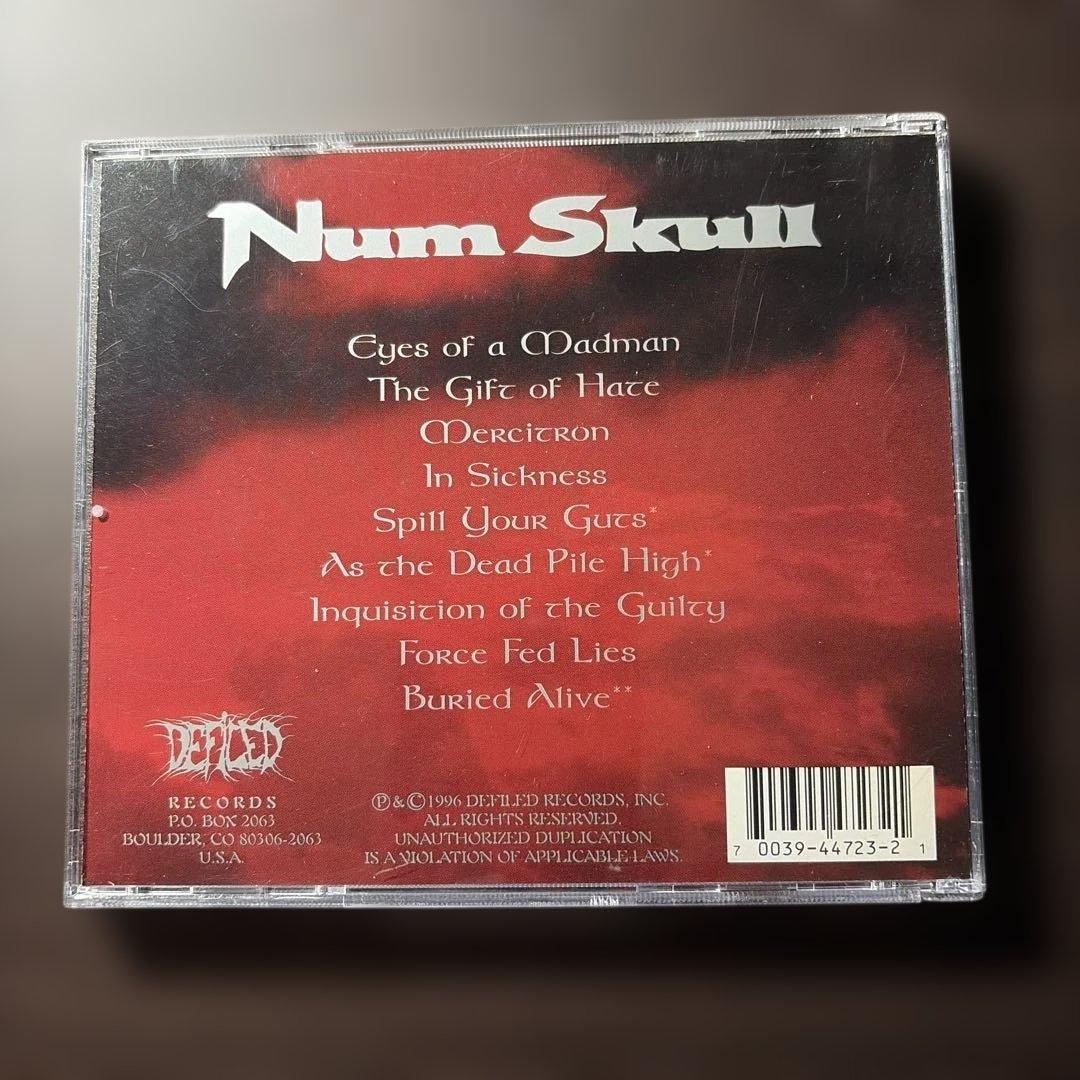 Num Skull
Eyes of a Madman
The Gift of Hate
Mercitron
In Sickness
Spill Your Guts*
As the Dead Pile High*
Inquisition of the Guilty
Force Fed Lies
Buried Alive**
DEFILED
RECORDS
P.O. BOX 2063
BOULDER, CO 80306-2063
U.S.A.
℗&©1996 DEFILED RECORDS, INC.
ALL RIGHTS RESERVED.
UNAUTHORIZED DUPLICATION
IS A VIOLATION OF APPLICABLE LAWS.
7 0039-44723-2 1